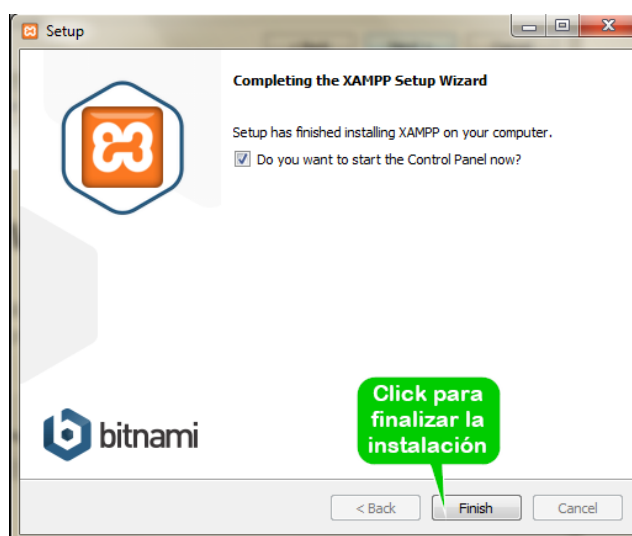 Setup
Completing the XAMPP Setup Wizard
Setup has finished installing XAMPP on your computer.
Do you want to start the Control Panel now?
Click para
finalizar la
instalación
bitnami
< Back Finish Cancel